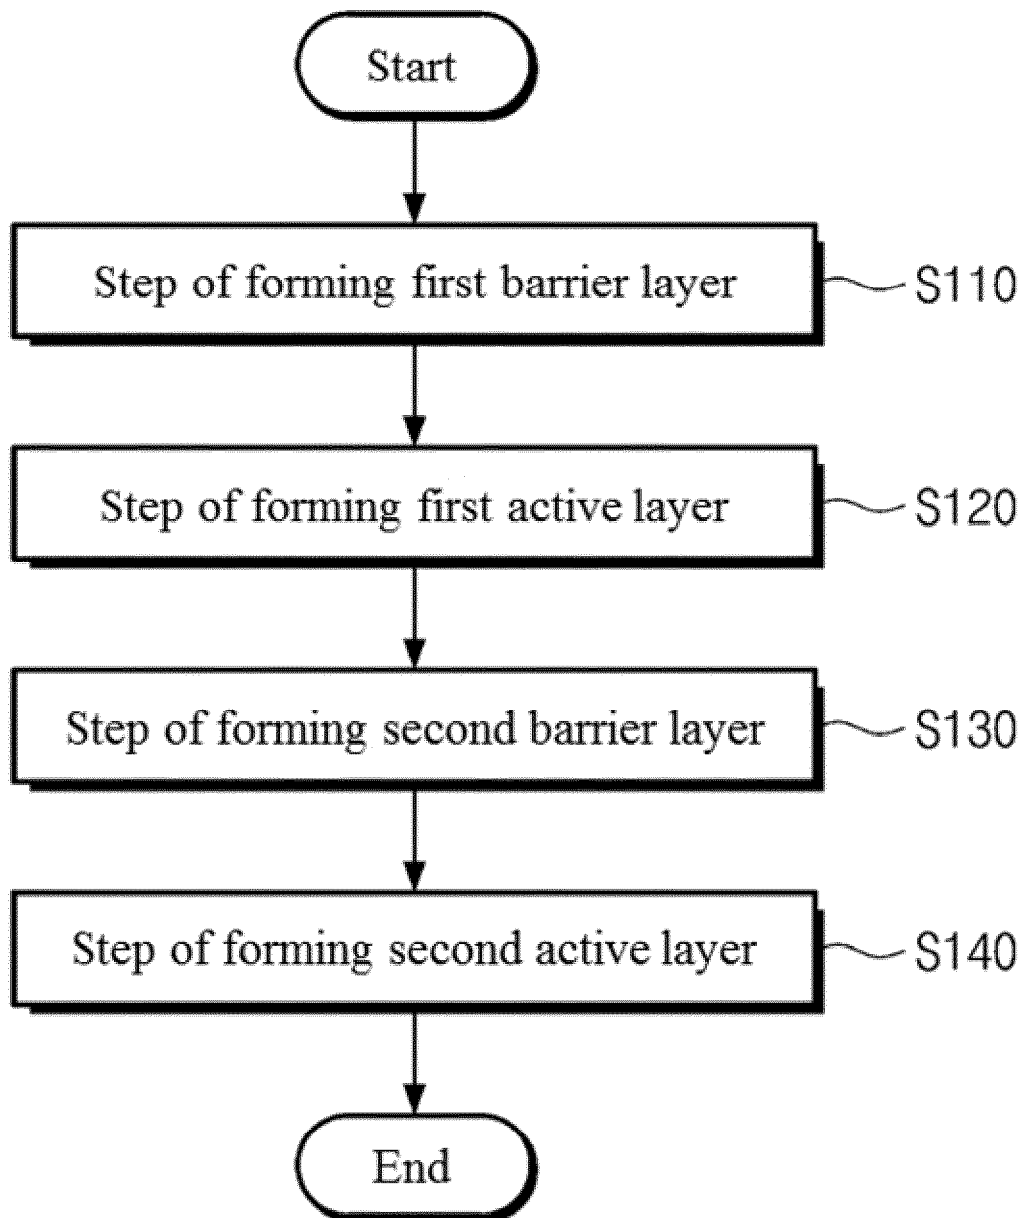 Start
Step of forming first barrier layer
S110
Step of forming first active layer
S120
Step of forming second barrier layer
S130
Step of forming second active layer
S140
End